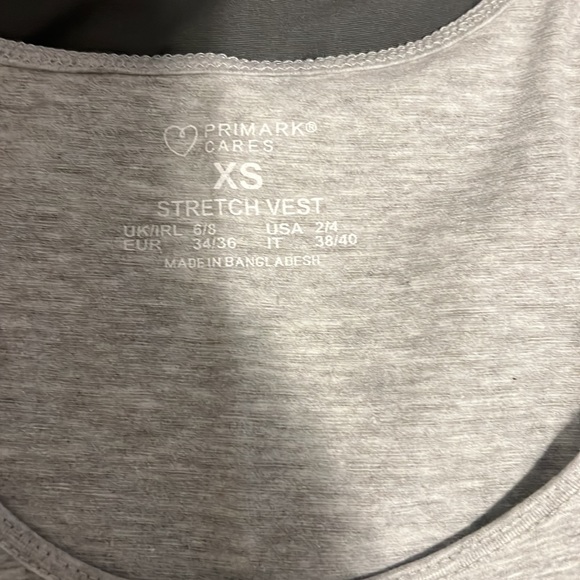 PRIMARK®
CARES
XS
STRETCH VEST
UK/IRL 6/8 USA 2/4
EUR 34/36 IT 38/40
MADE IN BANGLADESH